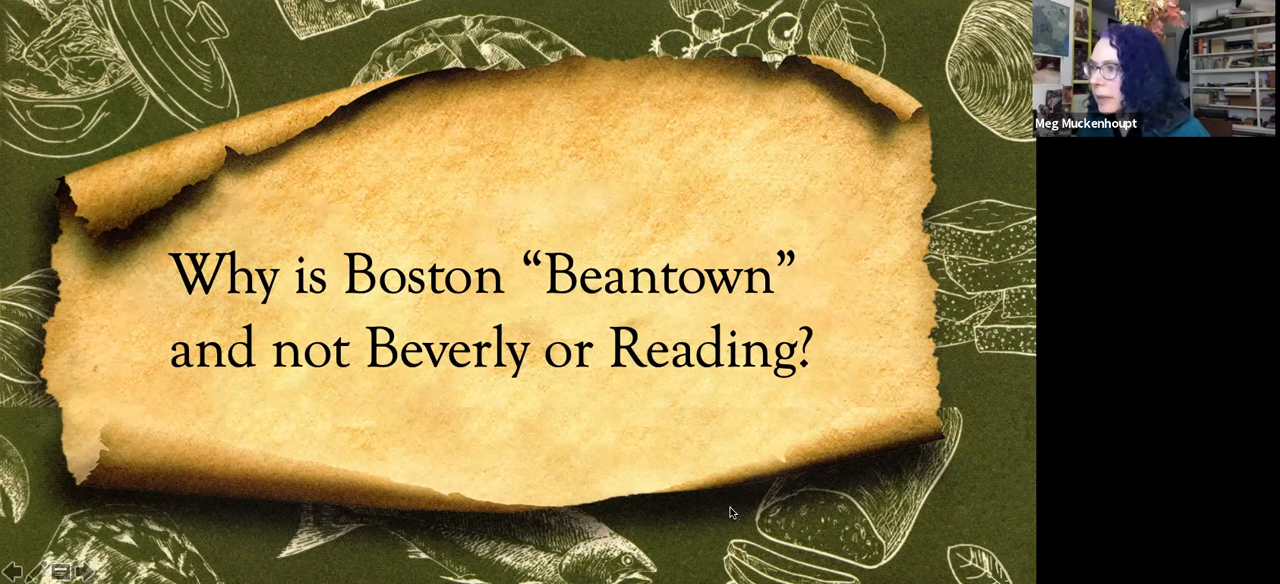 Why is Boston “Beantown”
and not Beverly or Reading?
Meg Muckenhoupt